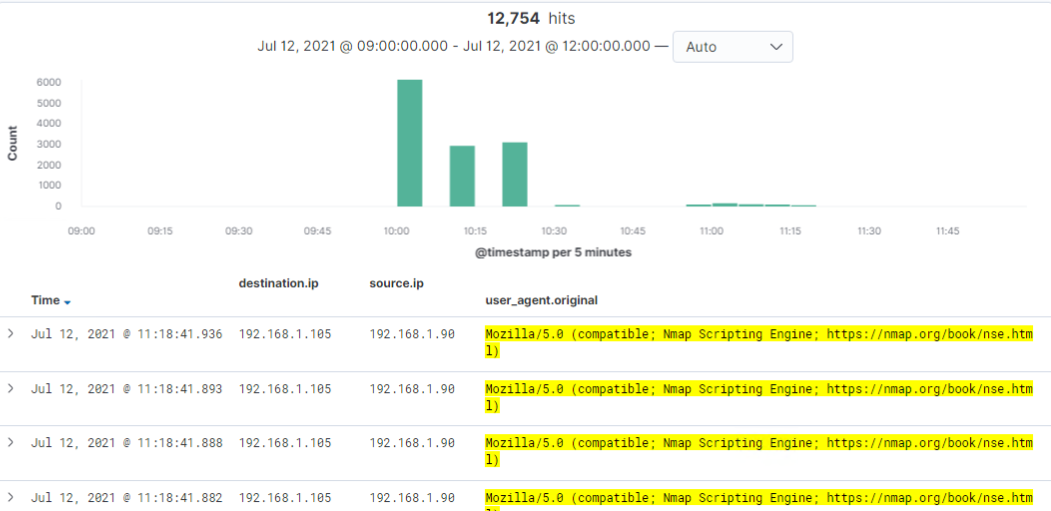 12,754 hits
Jul 12, 2021 @ 09:00:00.000 - Jul 12, 2021 @ 12:00:00.000 — Auto
6000
5000
4000
3000
2000
1000
0
Count
09:00 09:15 09:30 09:45 10:00 10:15 10:30 10:45 11:00 11:15 11:30 11:45
@timestamp per 5 minutes
Time destination.ip source.ip user_agent.original
Jul 12, 2021 @ 11:18:41.936 192.168.1.105 192.168.1.90 Mozilla/5.0 (compatible; Nmap Scripting Engine; https://nmap.org/book/nse.htm
l)
Jul 12, 2021 @ 11:18:41.893 192.168.1.105 192.168.1.90 Mozilla/5.0 (compatible; Nmap Scripting Engine; https://nmap.org/book/nse.htm
l)
Jul 12, 2021 @ 11:18:41.888 192.168.1.105 192.168.1.90 Mozilla/5.0 (compatible; Nmap Scripting Engine; https://nmap.org/book/nse.htm
l)
Jul 12, 2021 @ 11:18:41.882 192.168.1.105 192.168.1.90 Mozilla/5.0 (compatible; Nmap Scripting Engine; https://nmap.org/book/nse.htm